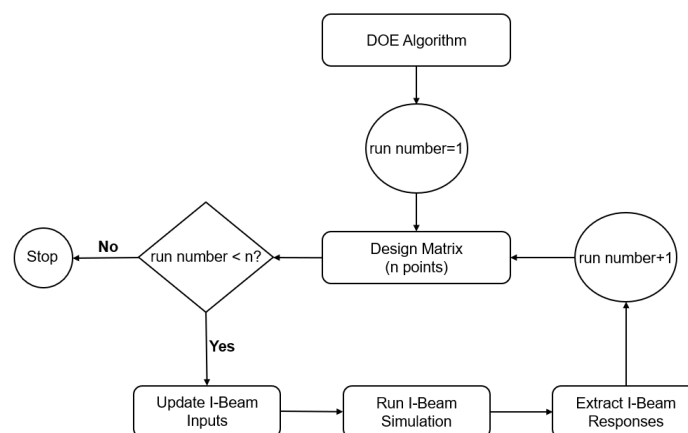 DOE Algorithm
run number=1
Design Matrix
(n points)
run number+1
run number < n?
No
Stop
Yes
Update I-Beam
Inputs
Run I-Beam
Simulation
Extract I-Beam
Responses